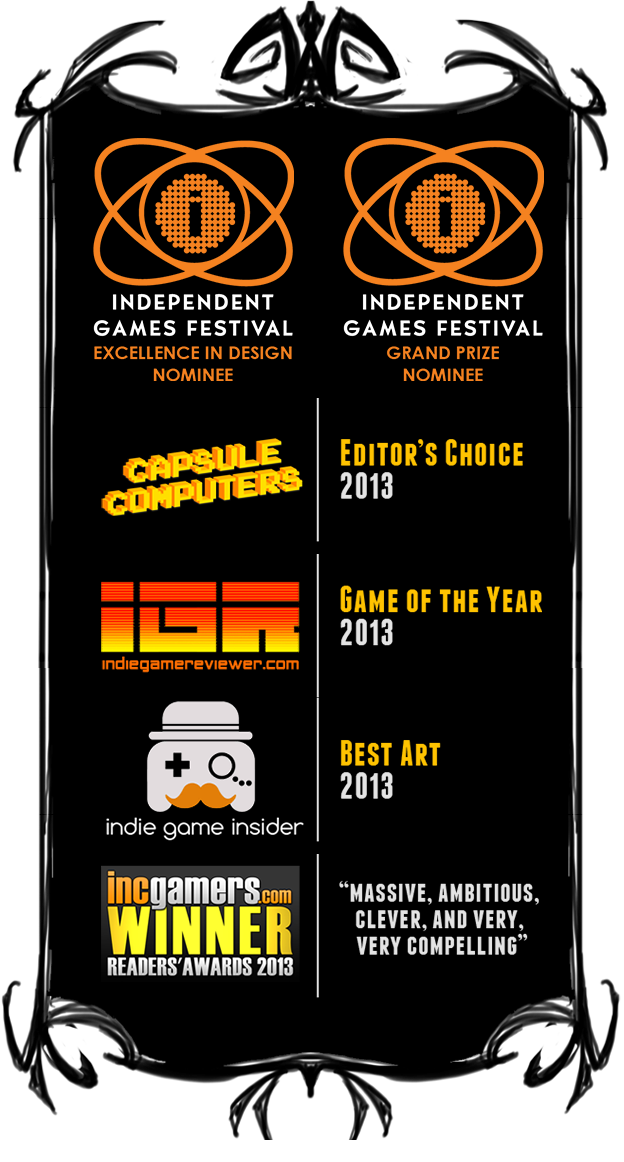 INDEPENDENT
GAMES FESTIVAL
EXCELLENCE IN DESIGN
NOMINEE
INDEPENDENT
GAMES FESTIVAL
GRAND PRIZE
NOMINEE
CAPSULE
COMPUTERS
EDITOR'S CHOICE
2013
IGR
indiegamereviewer.com
GAME OF THE YEAR
2013
indie game insider
BEST ART
2013
incgamers.com
WINNER
READERS' AWARDS 2013
“MASSIVE, AMBITIOUS,
CLEVER, AND VERY,
VERY COMPELLING”